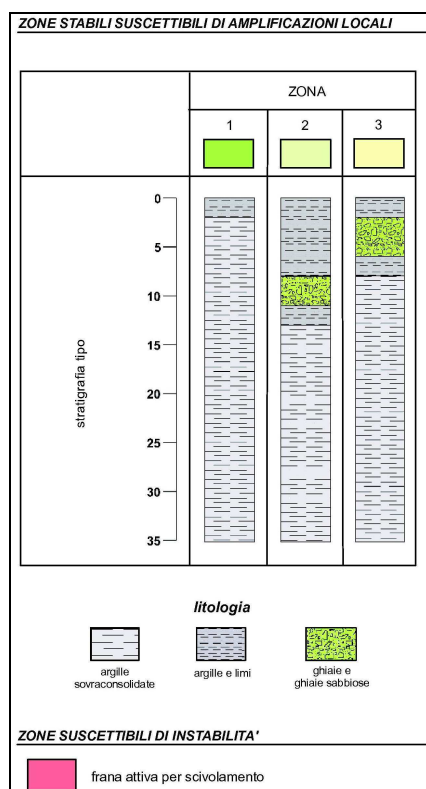 ZONE STABILI SUSCETTIBILI DI AMPLIFICAZIONI LOCALI
ZONA
1 2 3
stratigrafia tipo
0
5
10
15
20
25
30
35
litologia
argille
sovraconsolidate
argille e limi
ghiaie e
ghiaie sabbiose
ZONE SUSCETTIBILI DI INSTABILITA'
frana attiva per scivolamento